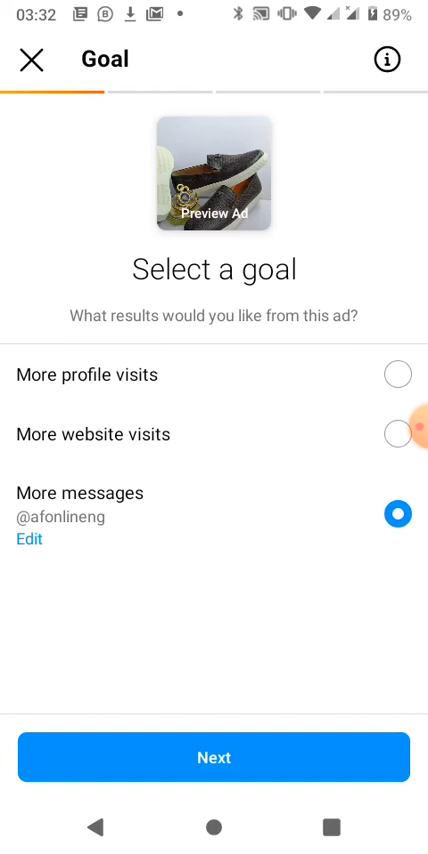 03:32
89%
Goal
Preview Ad
Select a goal
What results would you like from this ad?
More profile visits
More website visits
More messages
@afonlineng
Edit
Next